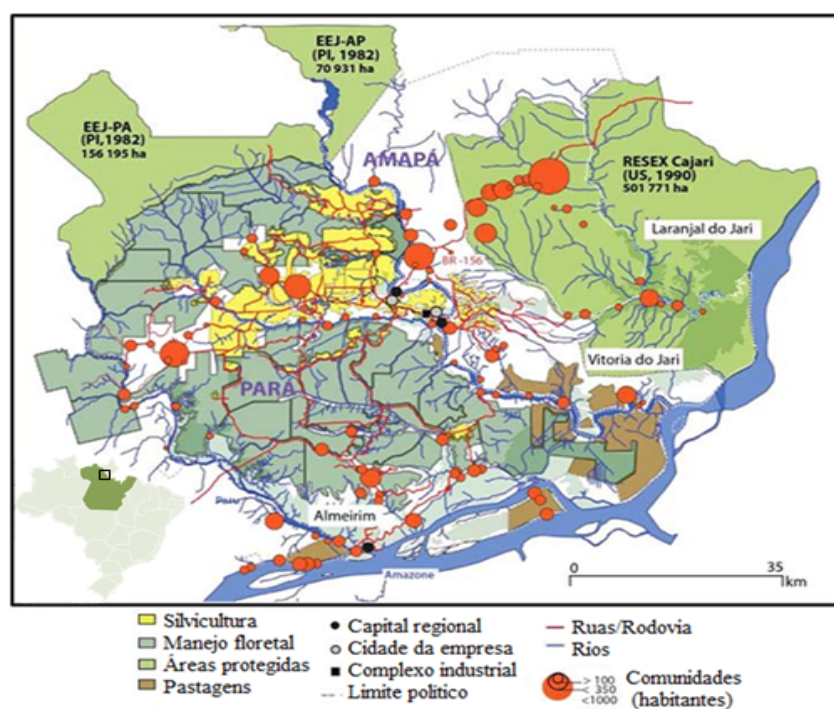 EEJ-AP
(PI, 1982)
70 931 ha
EEJ-PA
(PI,1982)
156 195 ha
AMAPÁ
RESEX Cajari
(US, 1990)
501 771 ha
Laranjal do Jari
BR -156
Vitoria do Jari
PARÁ
Almeirim
Paru
Amazone
0 35
km
Silvicultura
Manejo floretal
Áreas protegidas
Pastagens
Capital regional
Cidade da empresa
Complexo industrial
Limite politico
Ruas/Rodovia
Rios
> 100
< 350
<1000
Comunidades
(habitantes)